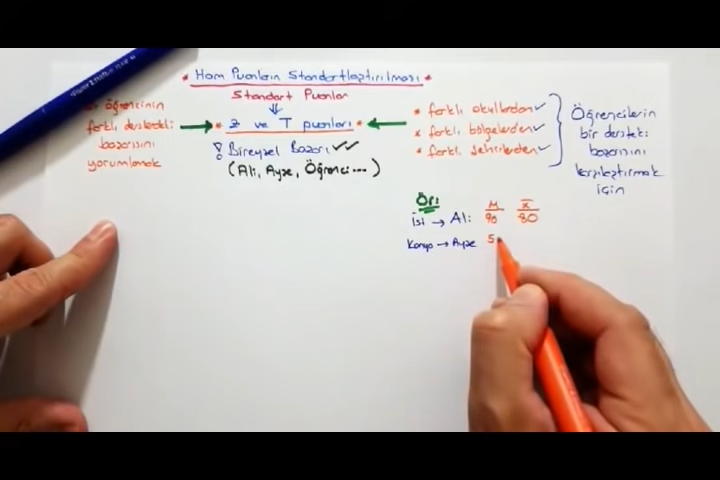 * Ham Puanların Standartlaştırılması *
Standart Puanlar
* z ve T puanları *
! Bireysel Başarı ✓✓
(Ali, Ayşe, Öğrenci...)
* öğrencinin
farklı derslerdeki
başarısını
yorumlamak
* farklı okullardan ✓
* farklı bölgelerden ✓
* farklı şehirlerden ✓
Öğrencilerin
bir dersteki
başarısını
karşılaştırmak
için
Ör:
M X̄
İst → Ali: 90 80
Konya → Ayşe 5